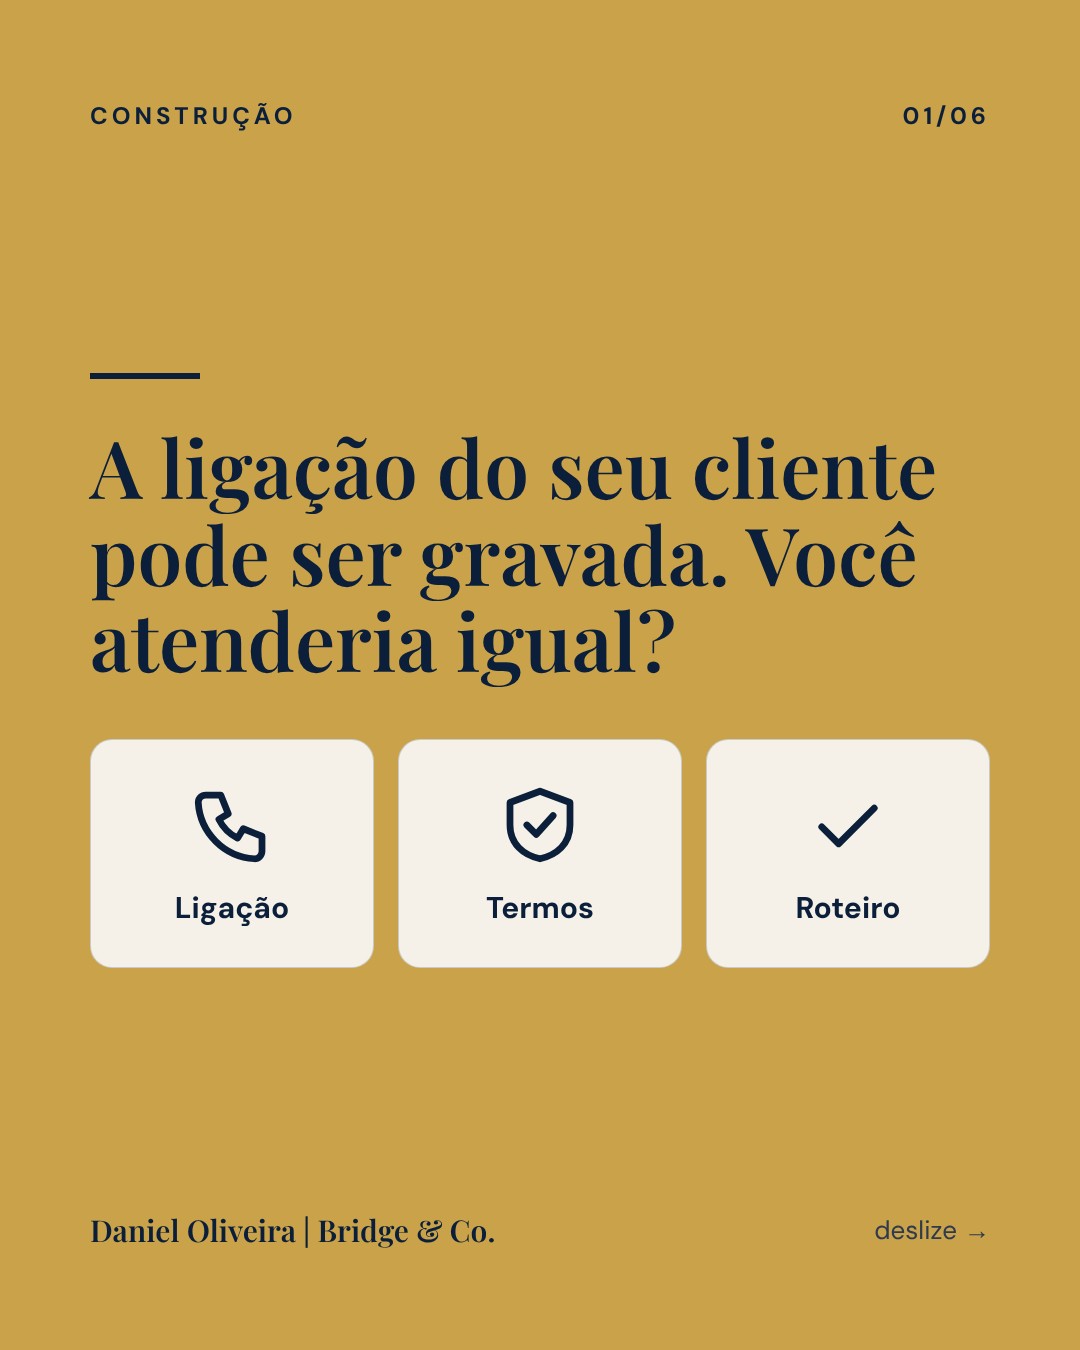 CONSTRUÇÃO
01/06
A ligação do seu cliente
pode ser gravada. Você
atenderia igual?
Ligação
Termos
Roteiro
Daniel Oliveira | Bridge & Co.
deslize →